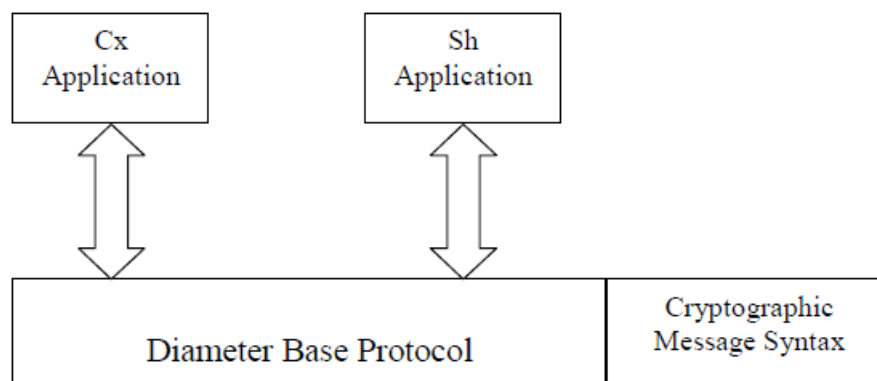 Cx
Application
Sh
Application
Diameter Base Protocol
Cryptographic
Message Syntax